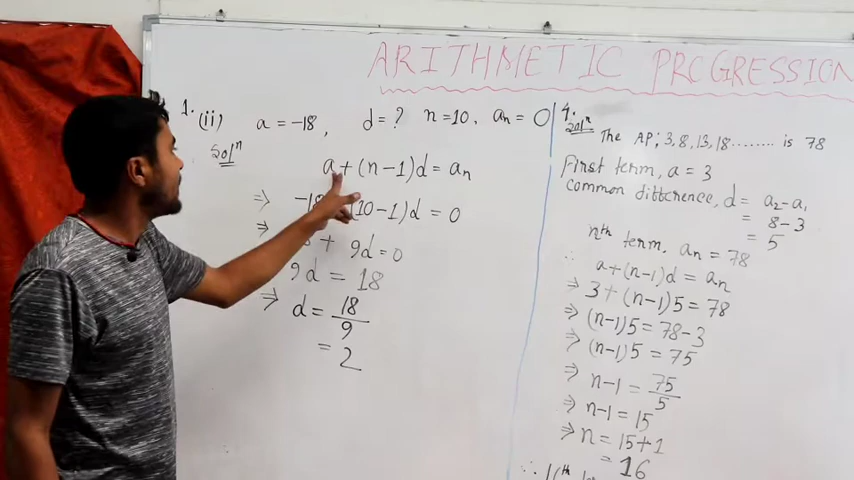 ARITHMETIC PROGRESSION
1. (ii) a = -18, d = ? n = 10, an = 0
Solⁿ
a + (n-1)d = an
⇒ -18 (10-1)d = 0
⇒ + 9d = 0
9d = 18
⇒ d = 18/9
= 2
4.
Solⁿ The AP; 3, 8, 13, 18........ is 78
First term, a = 3
Common difference, d = a2 - a1
= 8-3
= 5
nth term, an = 78
∴ a + (n-1)d = an
⇒ 3 + (n-1)5 = 78
⇒ (n-1)5 = 78-3
⇒ (n-1)5 = 75
⇒ n-1 = 75/5
⇒ n-1 = 15
⇒ n = 15+1
= 16
∴